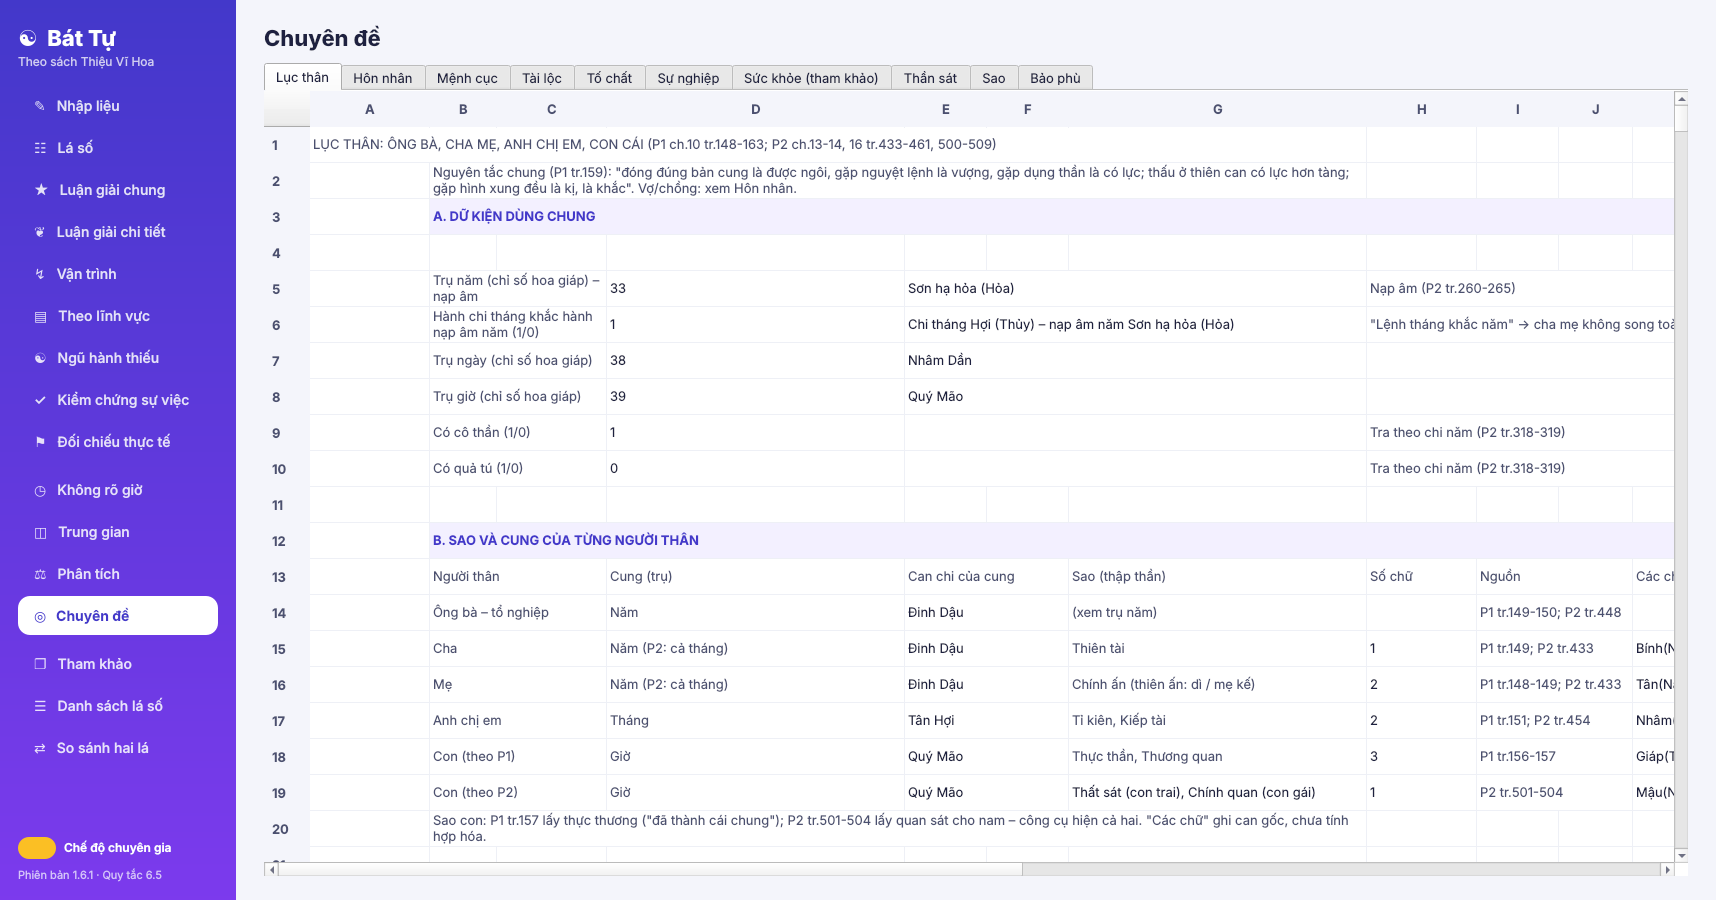 ☯ Bát Tự
Theo sách Thiệu Vĩ Hoa
Nhập liệu
Lá số
Luận giải chung
Luận giải chi tiết
Vận trình
Theo lĩnh vực
Ngũ hành thiếu
Kiểm chứng sự việc
Đối chiếu thực tế
Không rõ giờ
Trung gian
Phân tích
Chuyên đề
Tham khảo
Danh sách lá số
So sánh hai lá
Chế độ chuyên gia
Phiên bản 1.6.1 · Quy tắc 6.5
Chuyên đề
Lục thân Hôn nhân Mệnh cục Tài lộc Tố chất Sự nghiệp Sức khỏe (tham khảo) Thần sát Sao Bảo phù
A B C D E F G H I J
1 LỤC THÂN: ÔNG BÀ, CHA MẸ, ANH CHỊ EM, CON CÁI (P1 ch.10 tr.148-163; P2 ch.13-14, 16 tr.433-461, 500-509)
2 Nguyên tắc chung (P1 tr.159): "đóng đúng bản cung là được ngôi, gặp nguyệt lệnh là vượng, gặp dụng thần là có lực; thấu ở thiên can có lực hơn tàng;
gặp hình xung đều là kị, là khắc". Vợ/chồng: xem Hôn nhân.
3 A. DỮ KIỆN DÙNG CHUNG
4
5 Trụ năm (chỉ số hoa giáp) – nạp âm 33 Sơn hạ hỏa (Hỏa) Nạp âm (P2 tr.260-265)
6 Hành chi tháng khắc hành nạp âm năm (1/0) 1 Chi tháng Hợi (Thủy) – nạp âm năm Sơn hạ hỏa (Hỏa) "Lệnh tháng khắc năm" → cha mẹ không song
7 Trụ ngày (chỉ số hoa giáp) 38 Nhâm Dần
8 Trụ giờ (chỉ số hoa giáp) 39 Quý Mão
9 Có cô thần (1/0) 1 Tra theo chi năm (P2 tr.318-319)
10 Có quả tú (1/0) 0 Tra theo chi năm (P2 tr.318-319)
11
12 B. SAO VÀ CUNG CỦA TỪNG NGƯỜI THÂN
13 Người thân Cung (trụ) Can chi của cung Sao (thập thần) Số chữ Nguồn Các
14 Ông bà – tổ nghiệp Năm Đinh Dậu (xem trụ năm) P1 tr.149-150; P2 tr.448
15 Cha Năm (P2: cả tháng) Đinh Dậu Thiên tài 1 P1 tr.149; P2 tr.433 Bính(
16 Mẹ Năm (P2: cả tháng) Đinh Dậu Chính ấn (thiên ấn: dì / mẹ kế) 2 P1 tr.148-149; P2 tr.433 Tân(
17 Anh chị em Tháng Tân Hợi Tỉ kiên, Kiếp tài 2 P1 tr.151; P2 tr.454 Nhâm(
18 Con (theo P1) Giờ Quý Mão Thực thần, Thương quan 3 P1 tr.156-157 Giáp(
19 Con (theo P2) Giờ Quý Mão Thất sát (con trai), Chính quan (con gái) 1 P2 tr.501-504 Mậu(
20 Sao con: P1 tr.157 lấy thực thương ("đã thành cái chung"); P2 tr.501-504 lấy quan sát cho nam – công cụ hiện cả hai. "Các chữ" ghi can gốc, chưa tính
hợp hóa.